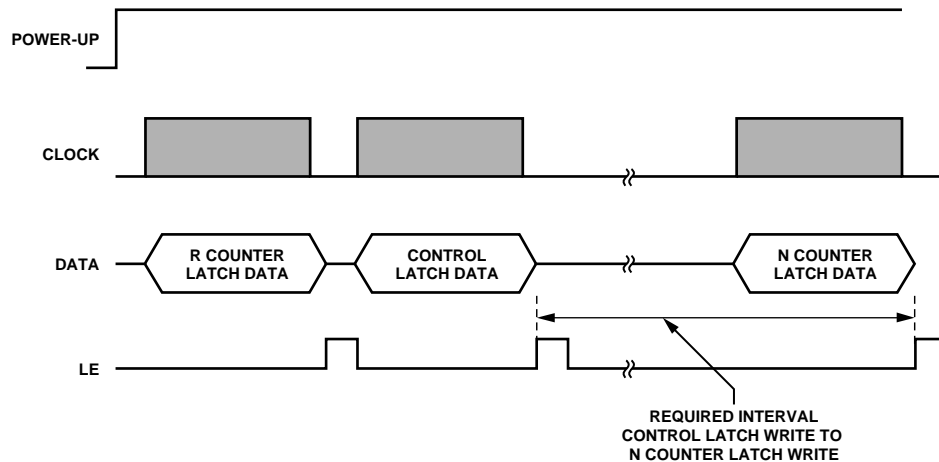 POWER-UP
CLOCK
DATA
R COUNTER
LATCH DATA
CONTROL
LATCH DATA
N COUNTER
LATCH DATA
LE
REQUIRED INTERVAL
CONTROL LATCH WRITE TO
N COUNTER LATCH WRITE